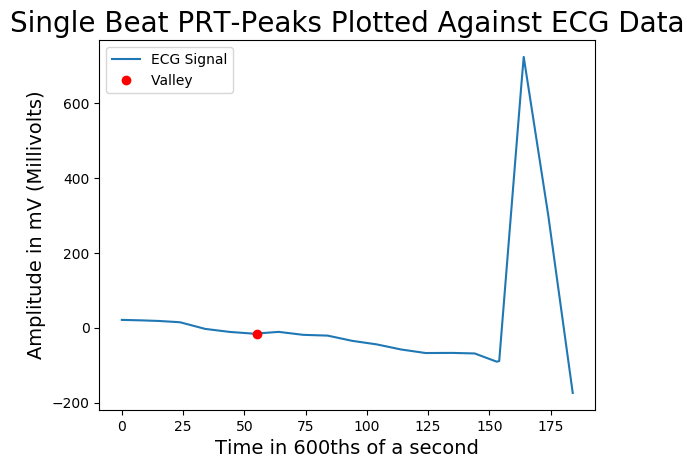 Single Beat PRT-Peaks Plotted Against ECG Data
ECG Signal
Valley
Amplitude in mV (Millivolts)
600
400
200
0
−200
0 25 50 75 100 125 150 175
Time in 600ths of a second